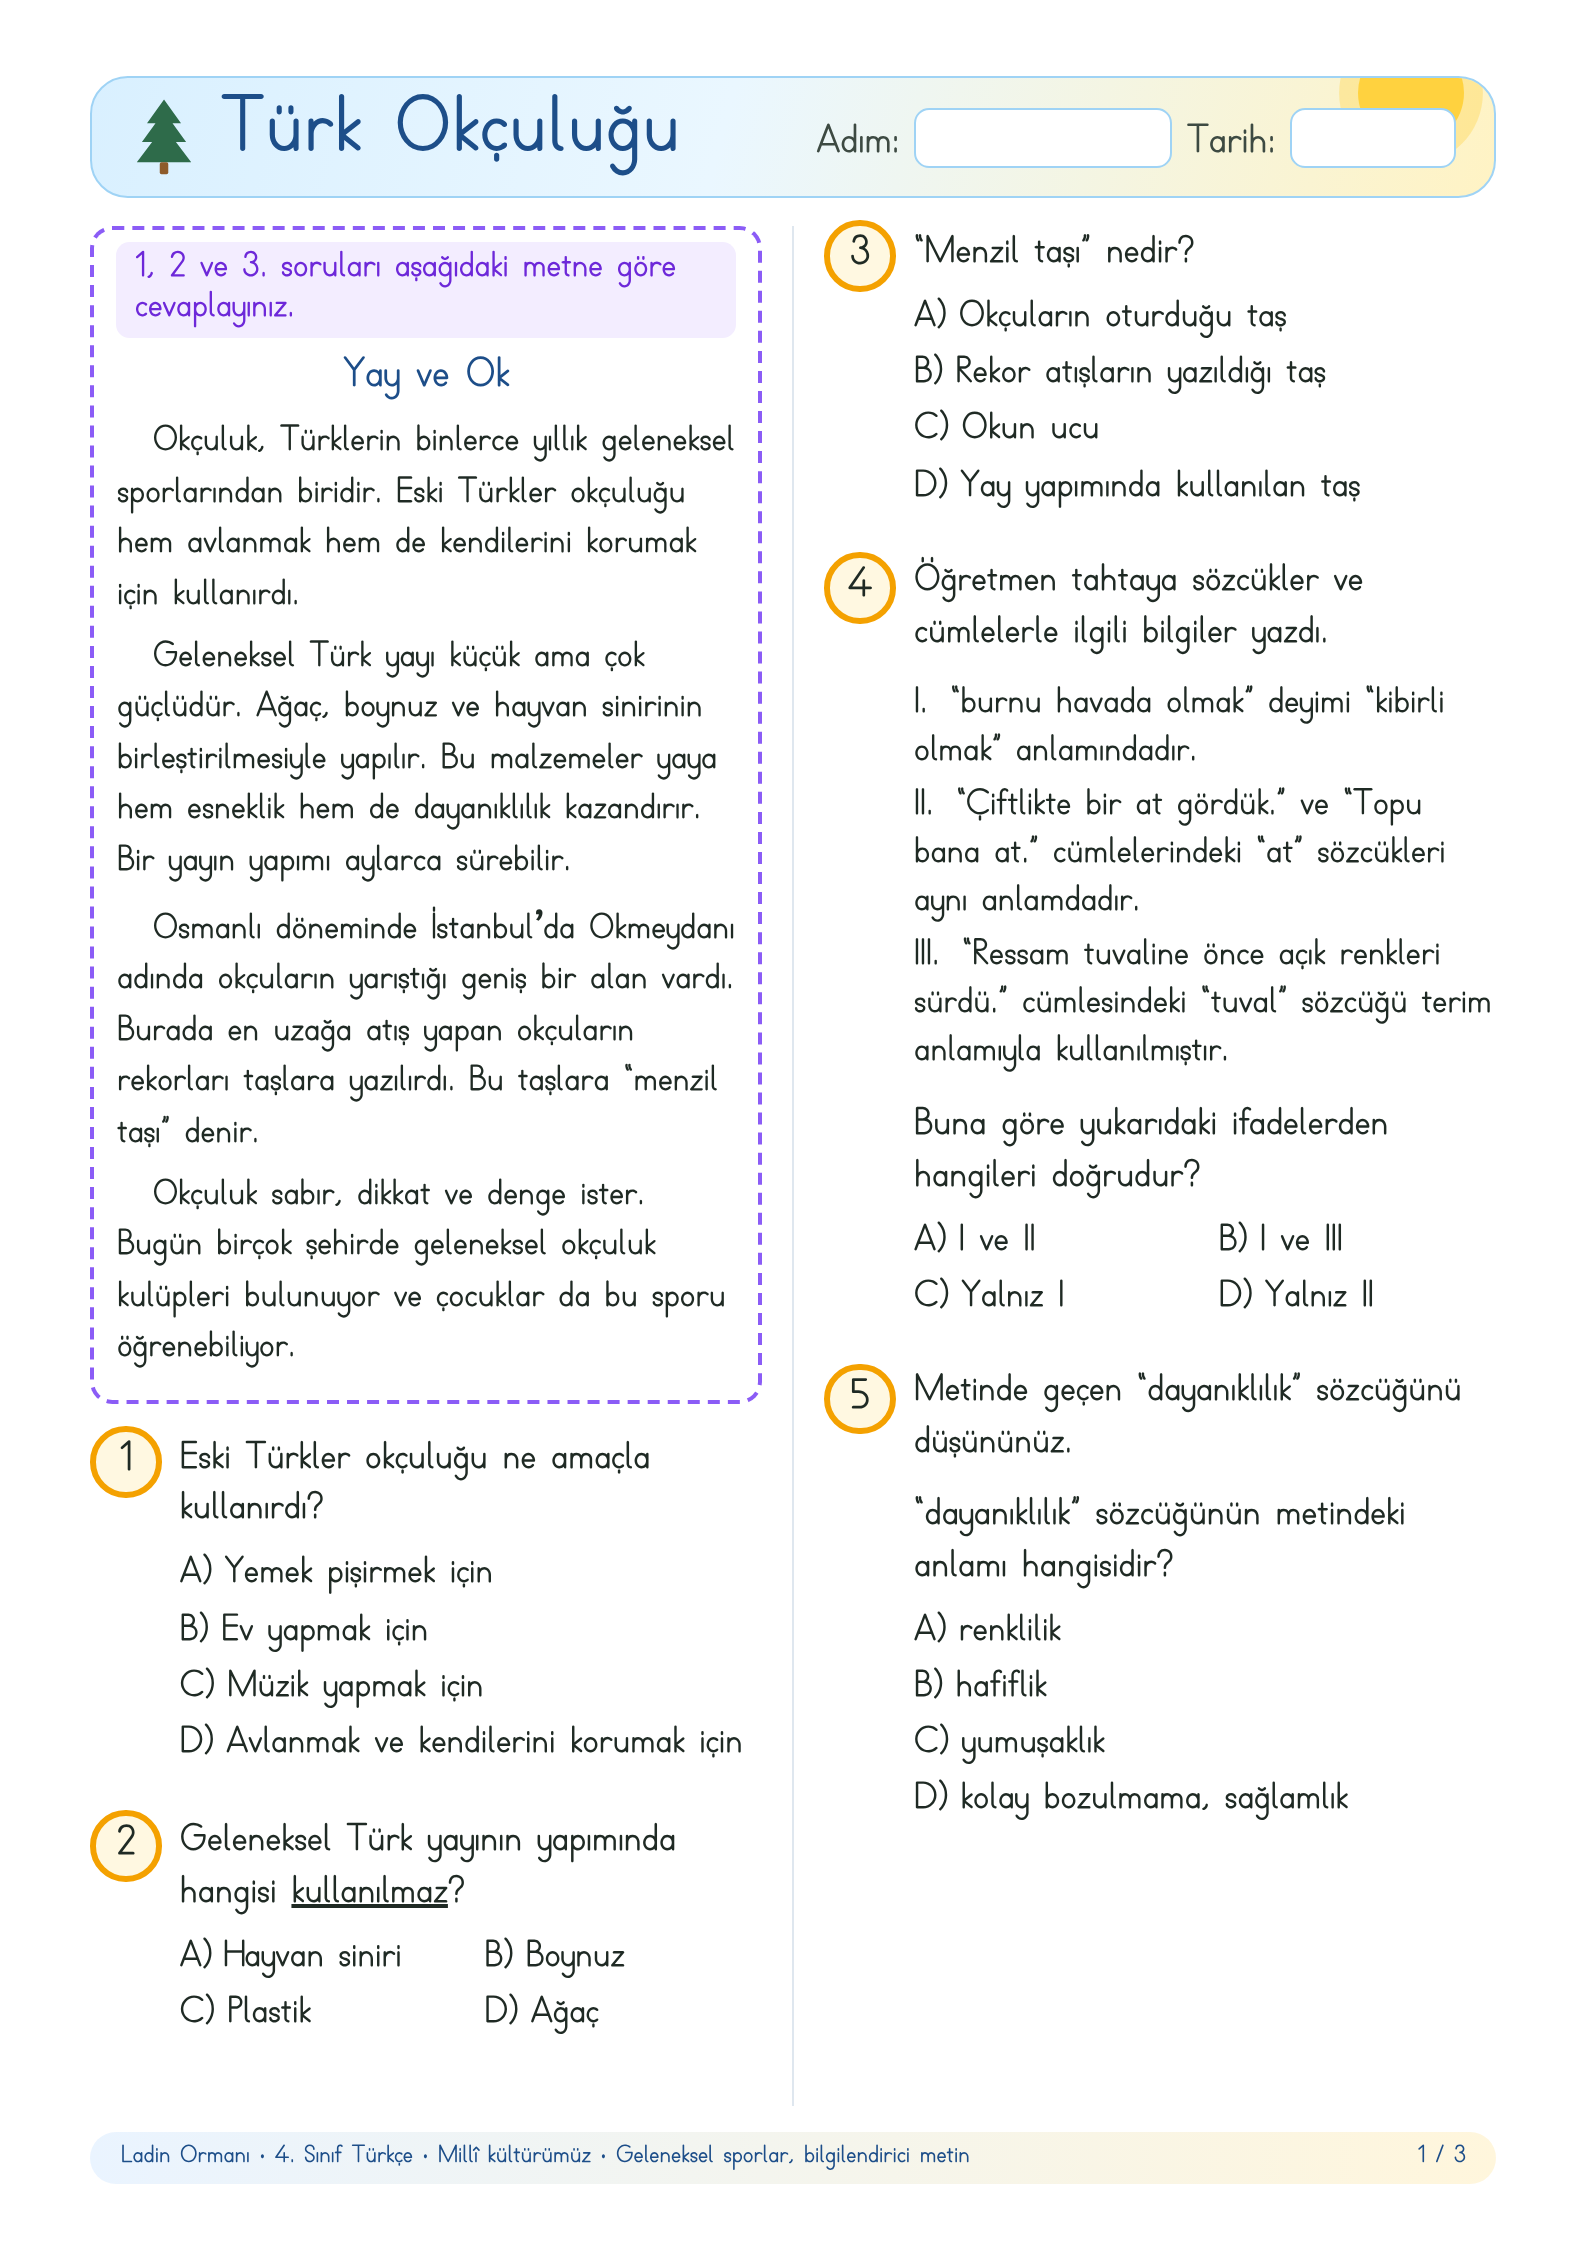 Türk Okçuluğu
Adım:
Tarih:
1, 2 ve 3. soruları aşağıdaki metne göre
cevaplayınız.
Yay ve Ok
Okçuluk, Türklerin binlerce yıllık geleneksel
sporlarından biridir. Eski Türkler okçuluğu
hem avlanmak hem de kendilerini korumak
için kullanırdı.
Geleneksel Türk yayı küçük ama çok
güçlüdür. Ağaç, boynuz ve hayvan sinirinin
birleştirilmesiyle yapılır. Bu malzemeler yaya
hem esneklik hem de dayanıklılık kazandırır.
Bir yayın yapımı aylarca sürebilir.
Osmanlı döneminde İstanbul’da Okmeydanı
adında okçuların yarıştığı geniş bir alan vardı.
Burada en uzağa atış yapan okçuların
rekorları taşlara yazılırdı. Bu taşlara “menzil
taşı” denir.
Okçuluk sabır, dikkat ve denge ister.
Bugün birçok şehirde geleneksel okçuluk
kulüpleri bulunuyor ve çocuklar da bu sporu
öğrenebiliyor.
1
Eski Türkler okçuluğu ne amaçla
kullanırdı?
A) Yemek pişirmek için
B) Ev yapmak için
C) Müzik yapmak için
D) Avlanmak ve kendilerini korumak için
2
Geleneksel Türk yayının yapımında
hangisi kullanılmaz?
A) Hayvan siniri
B) Boynuz
C) Plastik
D) Ağaç
3
“Menzil taşı” nedir?
A) Okçuların oturduğu taş
B) Rekor atışların yazıldığı taş
C) Okun ucu
D) Yay yapımında kullanılan taş
4
Öğretmen tahtaya sözcükler ve
cümlelerle ilgili bilgiler yazdı.
I. “burnu havada olmak” deyimi “kibirli
olmak” anlamındadır.
II. “Çiftlikte bir at gördük.” ve “Topu
bana at.” cümlelerindeki “at” sözcükleri
aynı anlamdadır.
III. “Ressam tuvaline önce açık renkleri
sürdü.” cümlesindeki “tuval” sözcüğü terim
anlamıyla kullanılmıştır.
Buna göre yukarıdaki ifadelerden
hangileri doğrudur?
A) I ve II
B) I ve III
C) Yalnız I
D) Yalnız II
5
Metinde geçen “dayanıklılık” sözcüğünü
düşününüz.
“dayanıklılık” sözcüğünün metindeki
anlamı hangisidir?
A) renklilik
B) hafiflik
C) yumuşaklık
D) kolay bozulmama, sağlamlık
Ladin Ormanı • 4. Sınıf Türkçe • Millî kültürümüz • Geleneksel sporlar, bilgilendirici metin
1 / 3